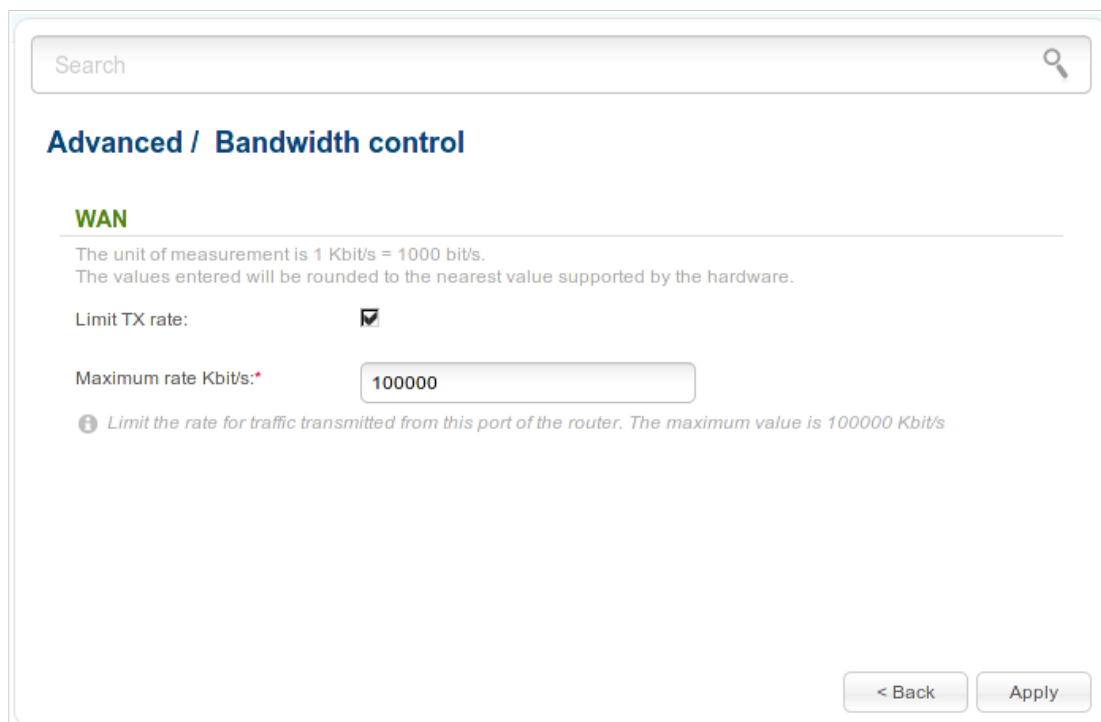 Search
Advanced / Bandwidth control
WAN
The unit of measurement is 1 Kbit/s = 1000 bit/s.
The values entered will be rounded to the nearest value supported by the hardware.
Limit TX rate:
Maximum rate Kbit/s:* 100000
Limit the rate for traffic transmitted from this port of the router. The maximum value is 100000 Kbit/s
< Back Apply